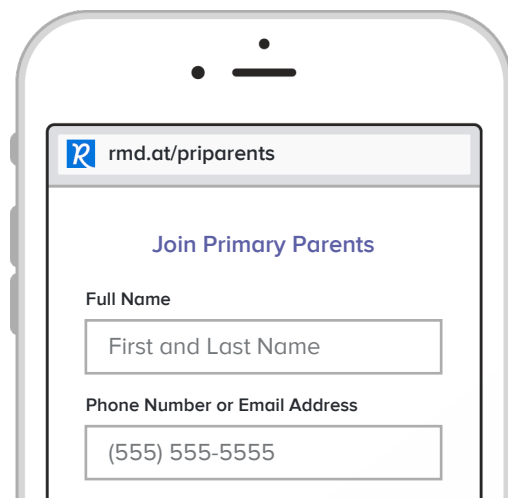 rmd.at/priparents
Join Primary Parents
Full Name
First and Last Name
Phone Number or Email Address
(555) 555-5555